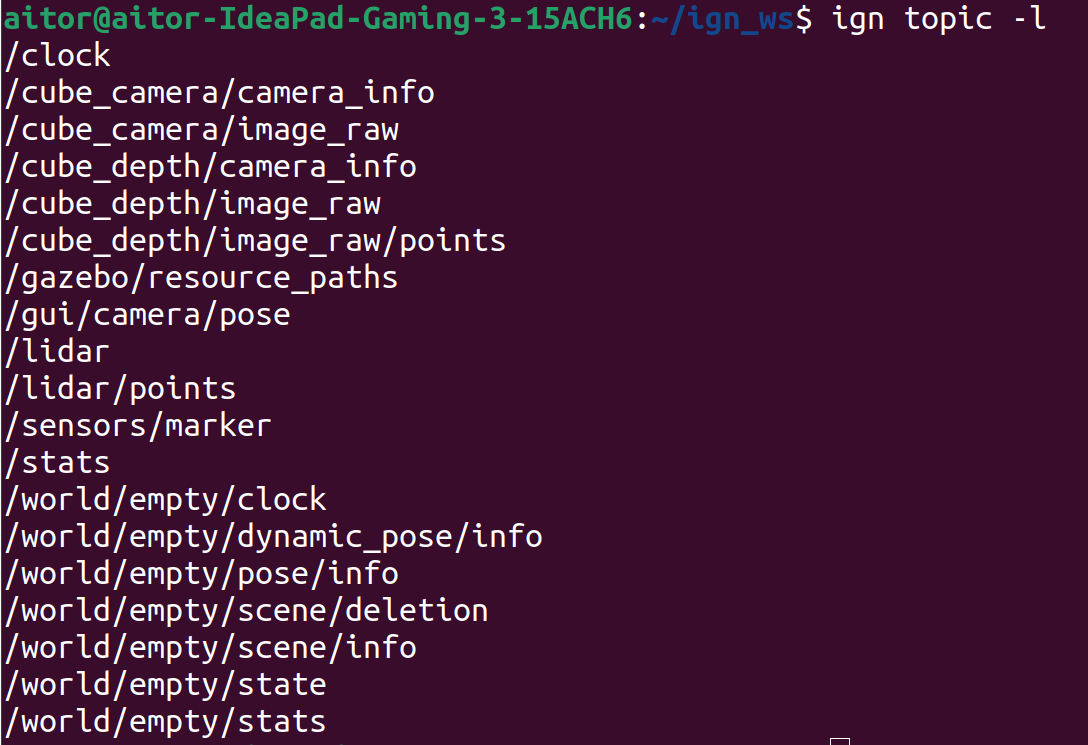 aitor@aitor-IdeaPad-Gaming-3-15ACH6:~/ign_ws$ ign topic -l
/clock
/cube_camera/camera_info
/cube_camera/image_raw
/cube_depth/camera_info
/cube_depth/image_raw
/cube_depth/image_raw/points
/gazebo/resource_paths
/gui/camera/pose
/lidar
/lidar/points
/sensors/marker
/stats
/world/empty/clock
/world/empty/dynamic_pose/info
/world/empty/pose/info
/world/empty/scene/deletion
/world/empty/scene/info
/world/empty/state
/world/empty/stats